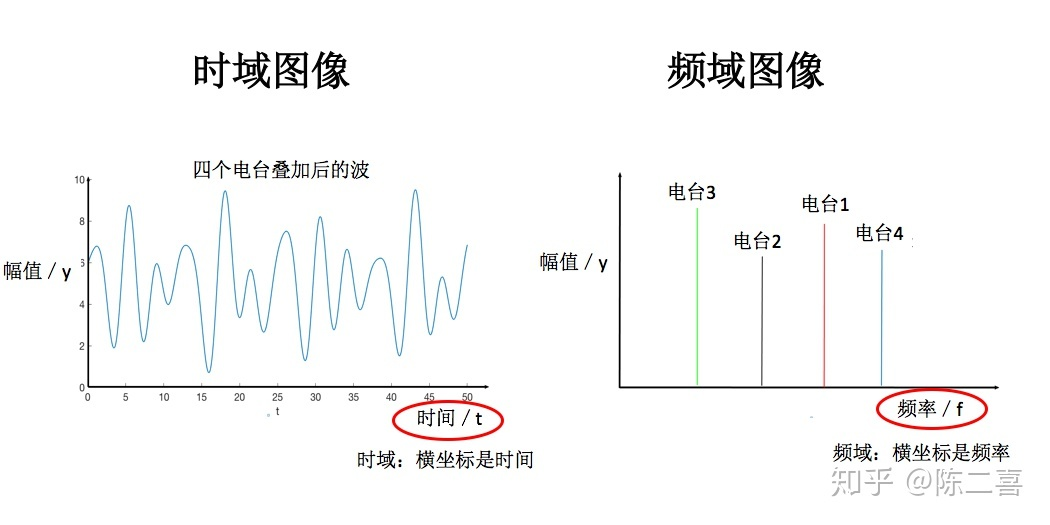 时域图像
频域图像
四个电台叠加后的波
10
8
6
4
2
0
幅值 / y
0 5 10 15 20 25 30 35 40 45 50
t
时间 / t
时域：横坐标是时间
电台3
电台2
电台1
电台4
幅值 / y
频率 / f
频域：横坐标是频率
知乎 @陈二喜